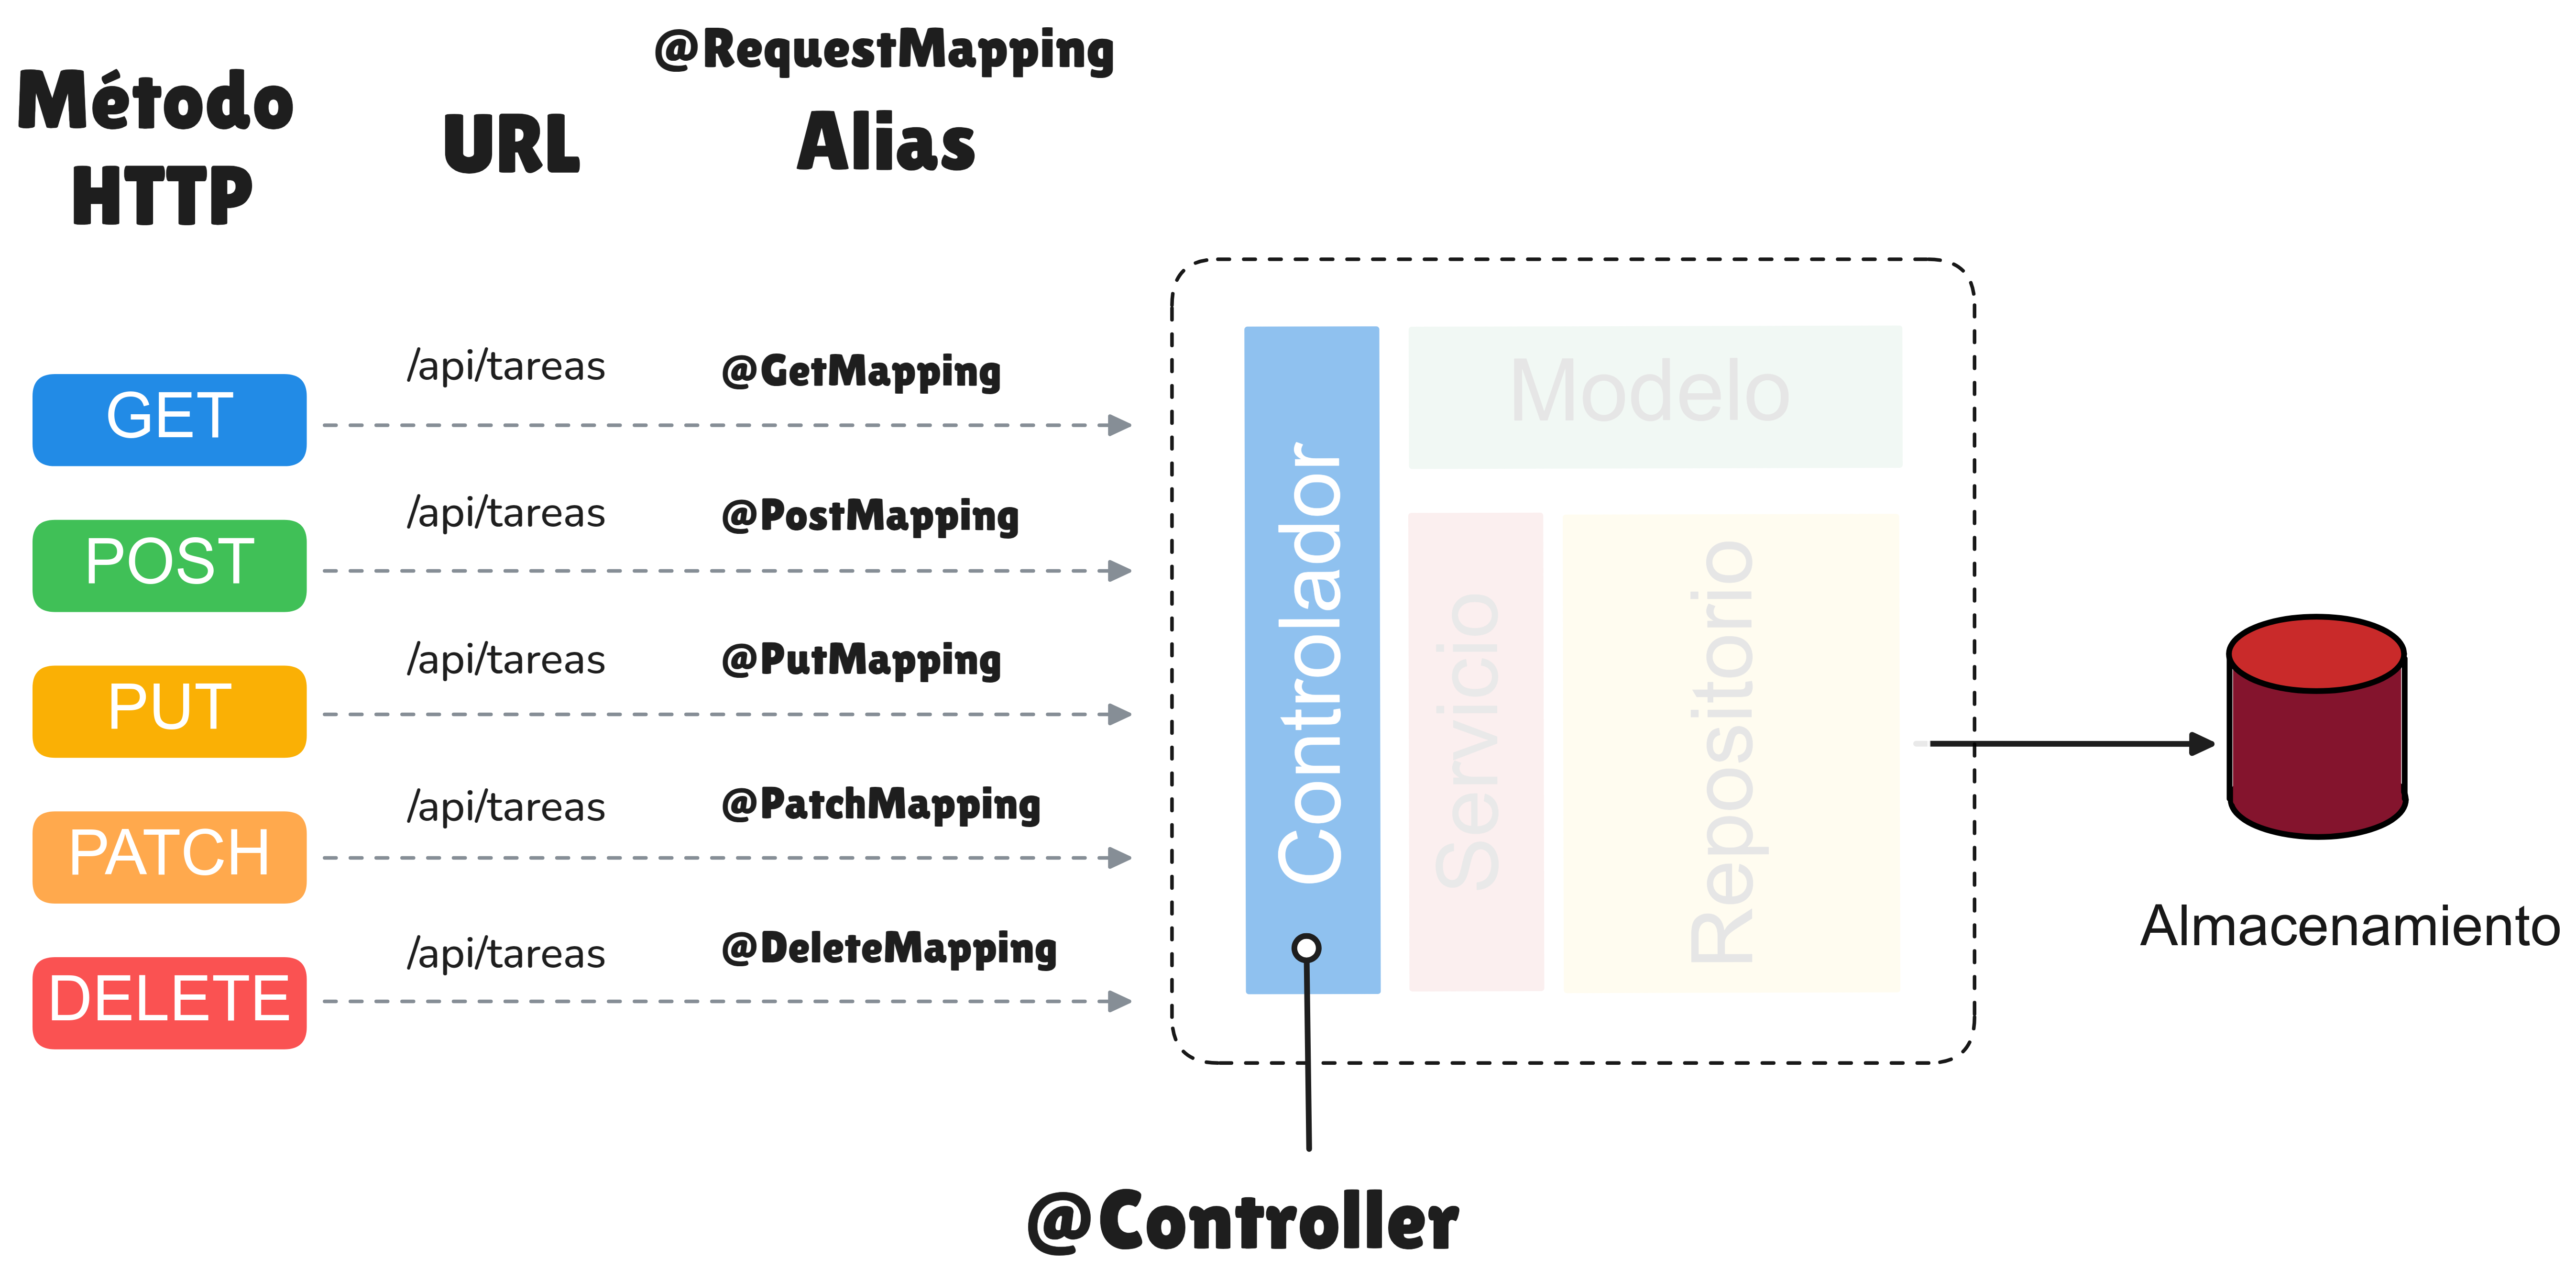 @RequestMapping
Método
HTTP
URL
Alias
GET
/api/tareas
@GetMapping
POST
/api/tareas
@PostMapping
PUT
/api/tareas
@PutMapping
PATCH
/api/tareas
@PatchMapping
DELETE
/api/tareas
@DeleteMapping
Controlador
Modelo
Servicio
Repositorio
Almacenamiento
@Controller